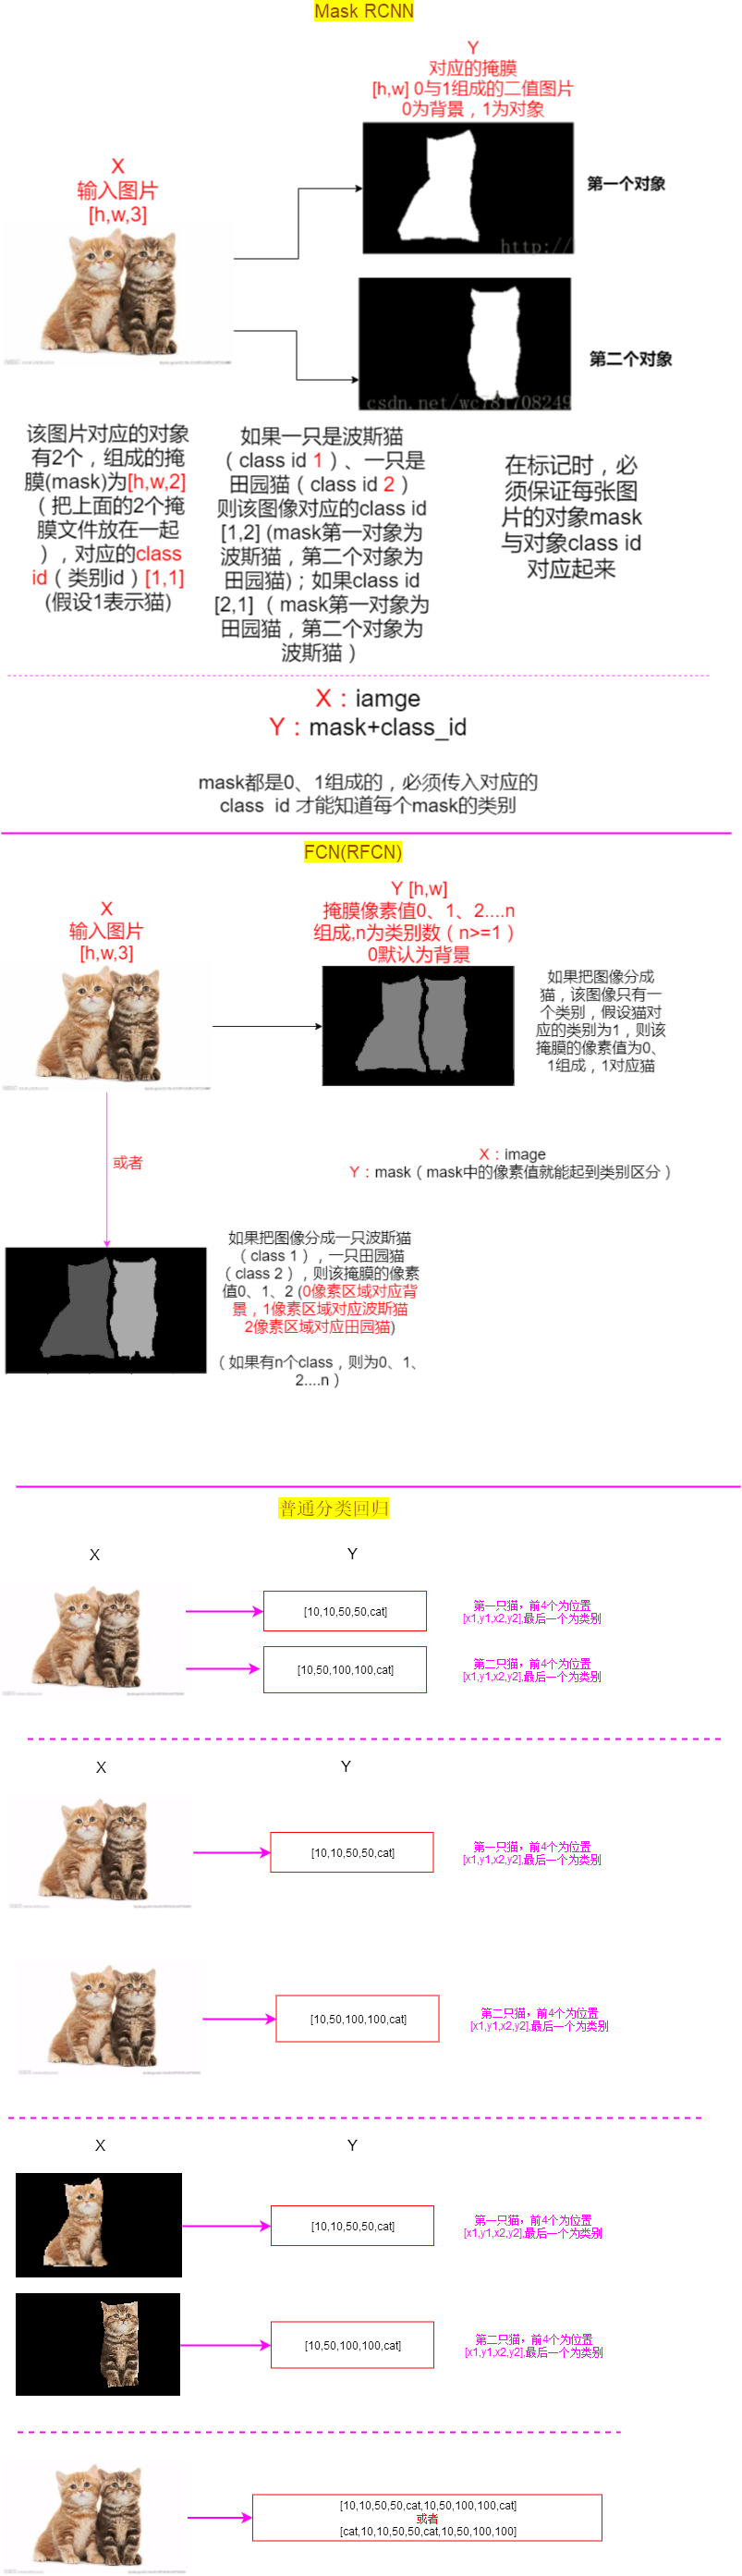 Mask RCNN
Y
对应的掩膜
[h,w] 0与1组成的二值图片
0为背景，1为对象
X
输入图片
[h,w,3]
第一个对象
http://
第二个对象
csdn.net/wc781708249
该图片对应的对象
有2个，组成的掩
膜(mask)为[h,w,2]
（把上面的2个掩
膜文件放在一起
），对应的class
id（类别id）[1,1]
(假设1表示猫)
如果一只是波斯猫
（class id 1）、一只是
田园猫（class id 2）
则该图像对应的class id
[1,2] (mask第一对象为
波斯猫，第二个对象为
田园猫)；如果class id
[2,1]（mask第一对象为
田园猫，第二个对象为
波斯猫）
在标记时，必
须保证每张图
片的对象mask
与对象class id
对应起来
X：iamge
Y：mask+class_id
mask都是0、1组成的，必须传入对应的
class id 才能知道每个mask的类别
FCN(RFCN)
X
输入图片
[h,w,3]
Y [h,w]
掩膜像素值0、1、2....n
组成,n为类别数（n>=1）
0默认为背景
如果把图像分成
猫，该图像只有一
个类别，假设猫对
应的类别为1，则该
掩膜的像素值为0、
1组成，1对应猫
或者
X：image
Y：mask（mask中的像素值就能起到类别区分）
如果把图像分成一只波斯猫
（class 1），一只田园猫
（class 2），则该掩膜的像素
值0、1、2 (0像素区域对应背
景，1像素区域对应波斯猫
2像素区域对应田园猫)
（如果有n个class，则为0、1、
2....n）
普通分类回归
X
Y
[10,10,50,50,cat]
第一只猫，前4个为位置
[x1,y1,x2,y2],最后一个为类别
[10,50,100,100,cat]
第二只猫，前4个为位置
[x1,y1,x2,y2],最后一个为类别
X
Y
[10,10,50,50,cat]
第一只猫，前4个为位置
[x1,y1,x2,y2],最后一个为类别
[10,50,100,100,cat]
第二只猫，前4个为位置
[x1,y1,x2,y2],最后一个为类别
X
Y
[10,10,50,50,cat]
第一只猫，前4个为位置
[x1,y1,x2,y2],最后一个为类别
[10,50,100,100,cat]
第二只猫，前4个为位置
[x1,y1,x2,y2],最后一个为类别
[10,10,50,50,cat,10,50,100,100,cat]
或者
[cat,10,10,50,50,cat,10,50,100,100]